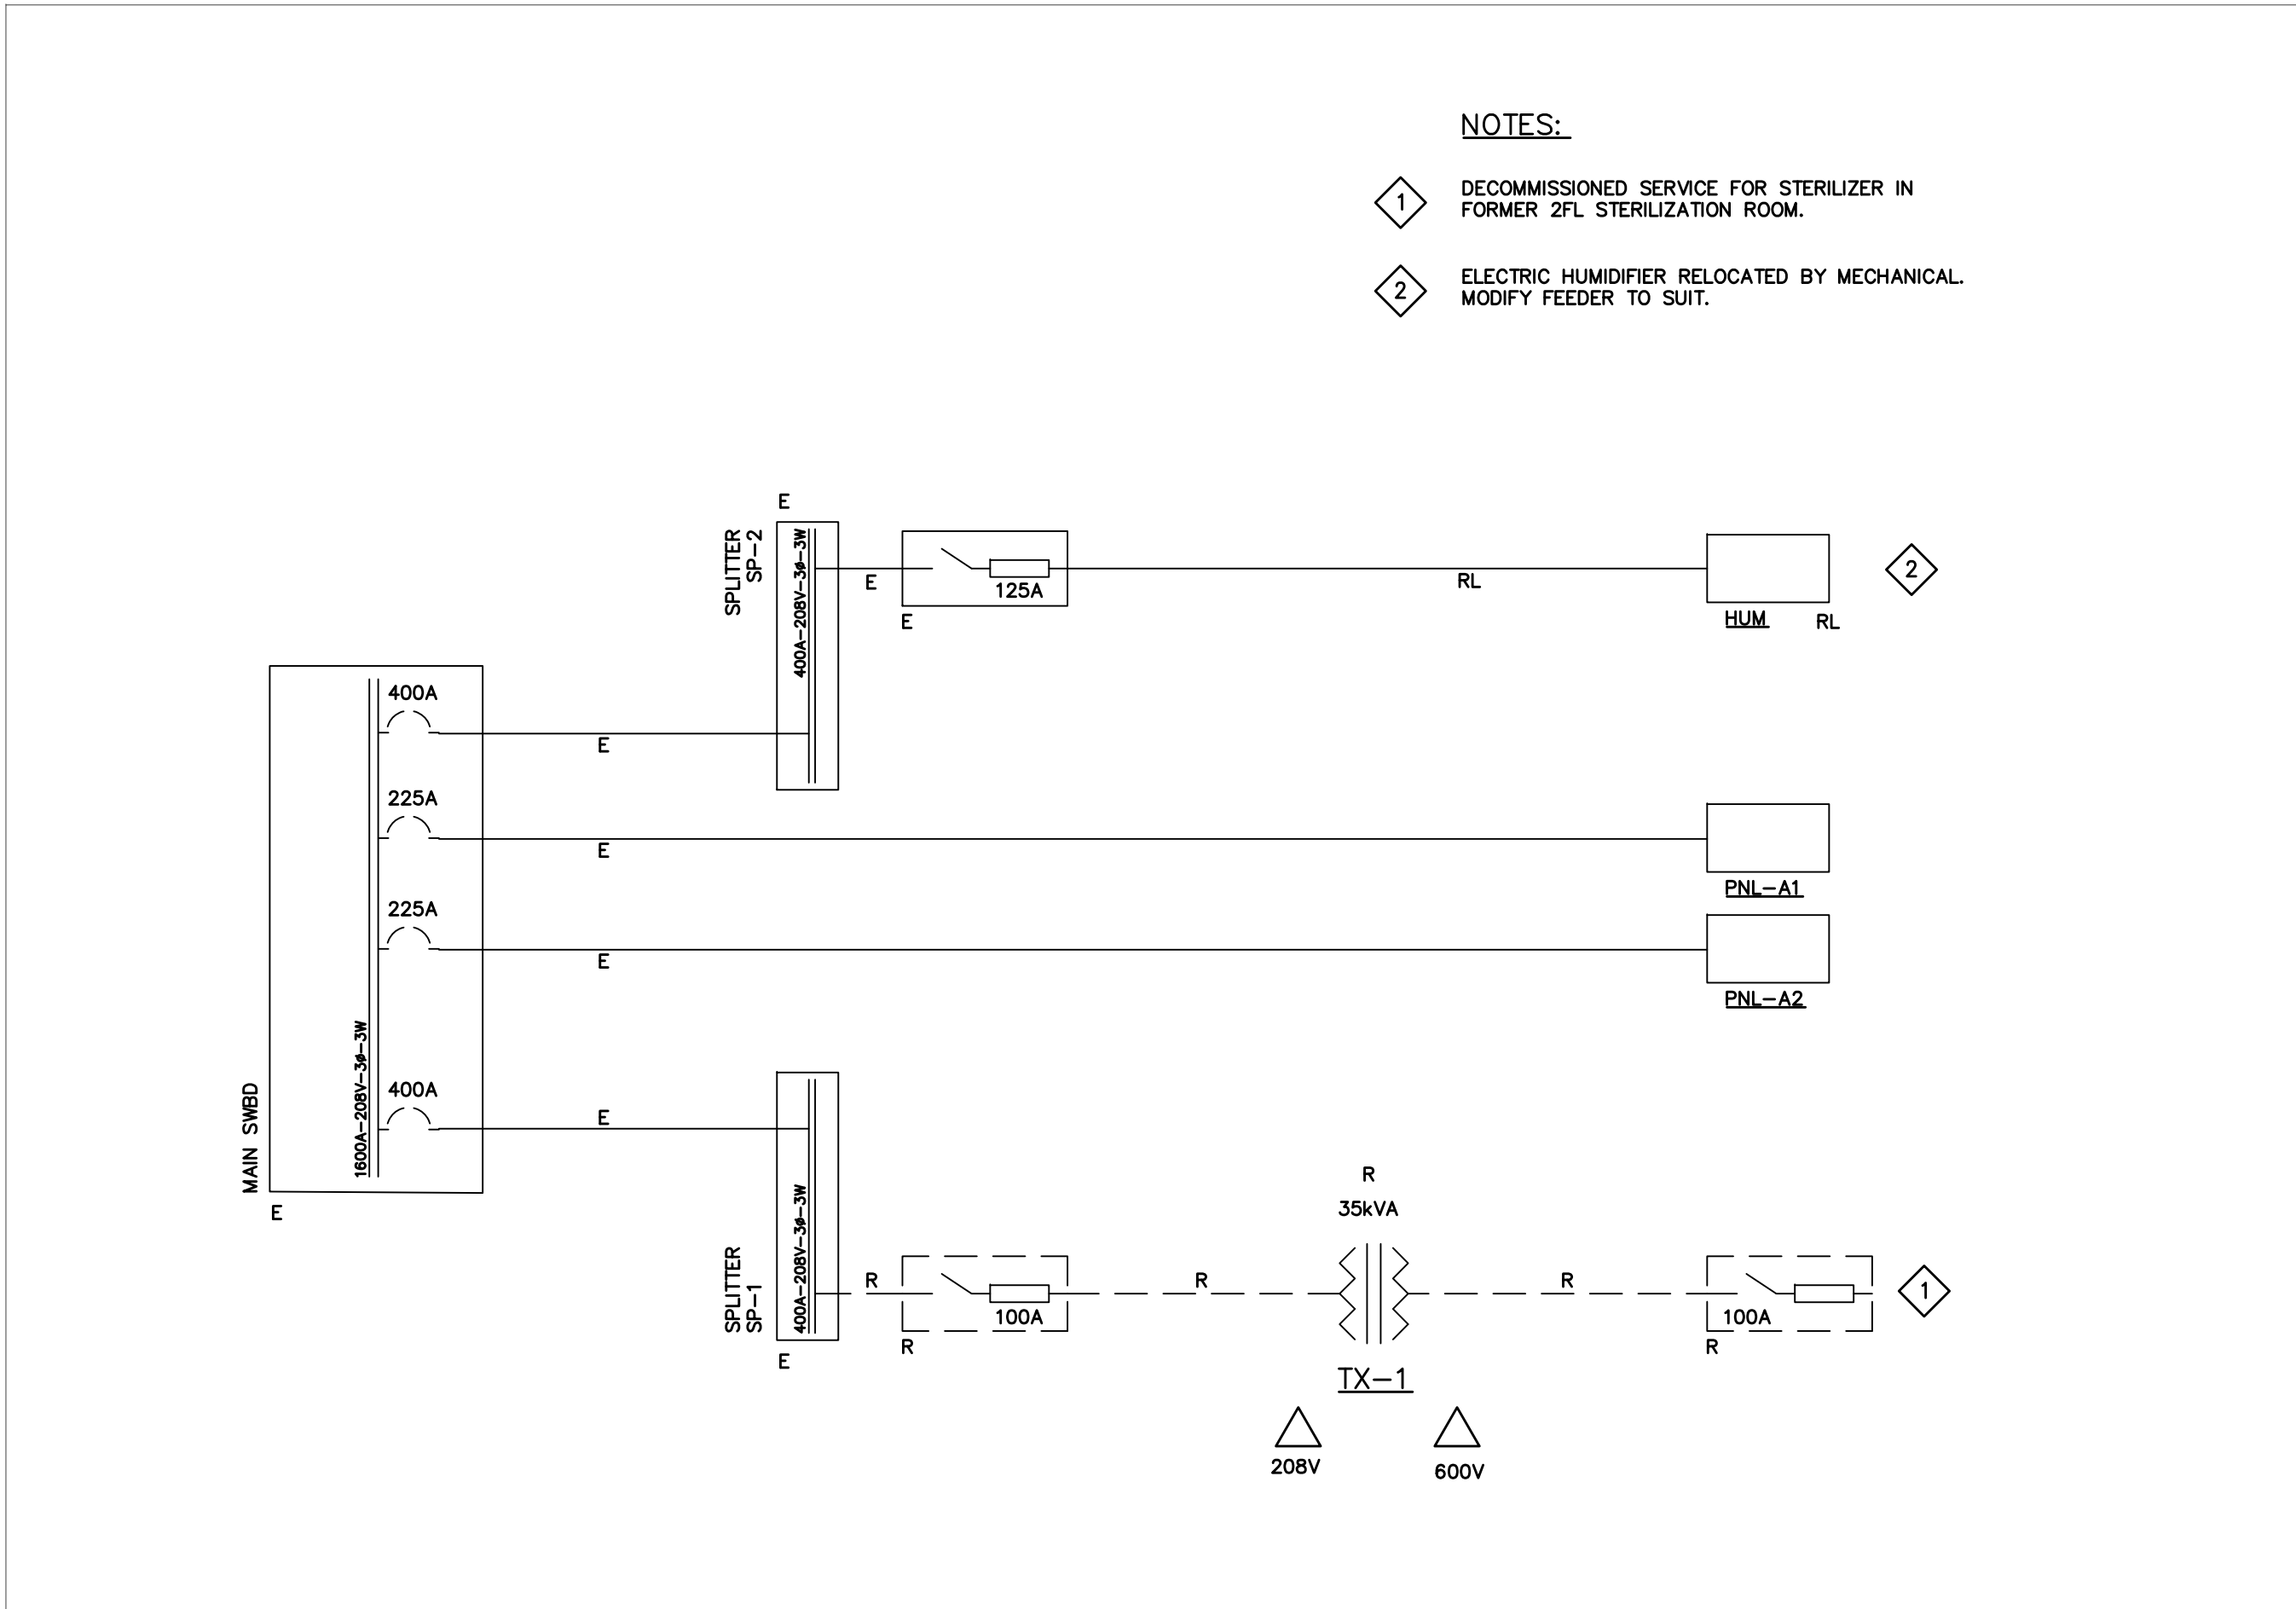 NOTES:
1
DECOMMISSIONED SERVICE FOR STERILIZER IN
FORMER 2FL STERILIZATION ROOM.
2
ELECTRIC HUMIDIFIER RELOCATED BY MECHANICAL.
MODIFY FEEDER TO SUIT.
E
SPLITTER
SP-2
400A-208V-3ø-3W
E
125A
E
RL
HUM
RL
2
MAIN SWBD
1600A-208V-3ø-3W
E
400A
E
225A
E
PNL-A1
225A
E
PNL-A2
400A
E
SPLITTER
SP-1
400A-208V-3ø-3W
E
R
100A
R
R
R
35kVA
TX-1
208V
600V
R
100A
R
1